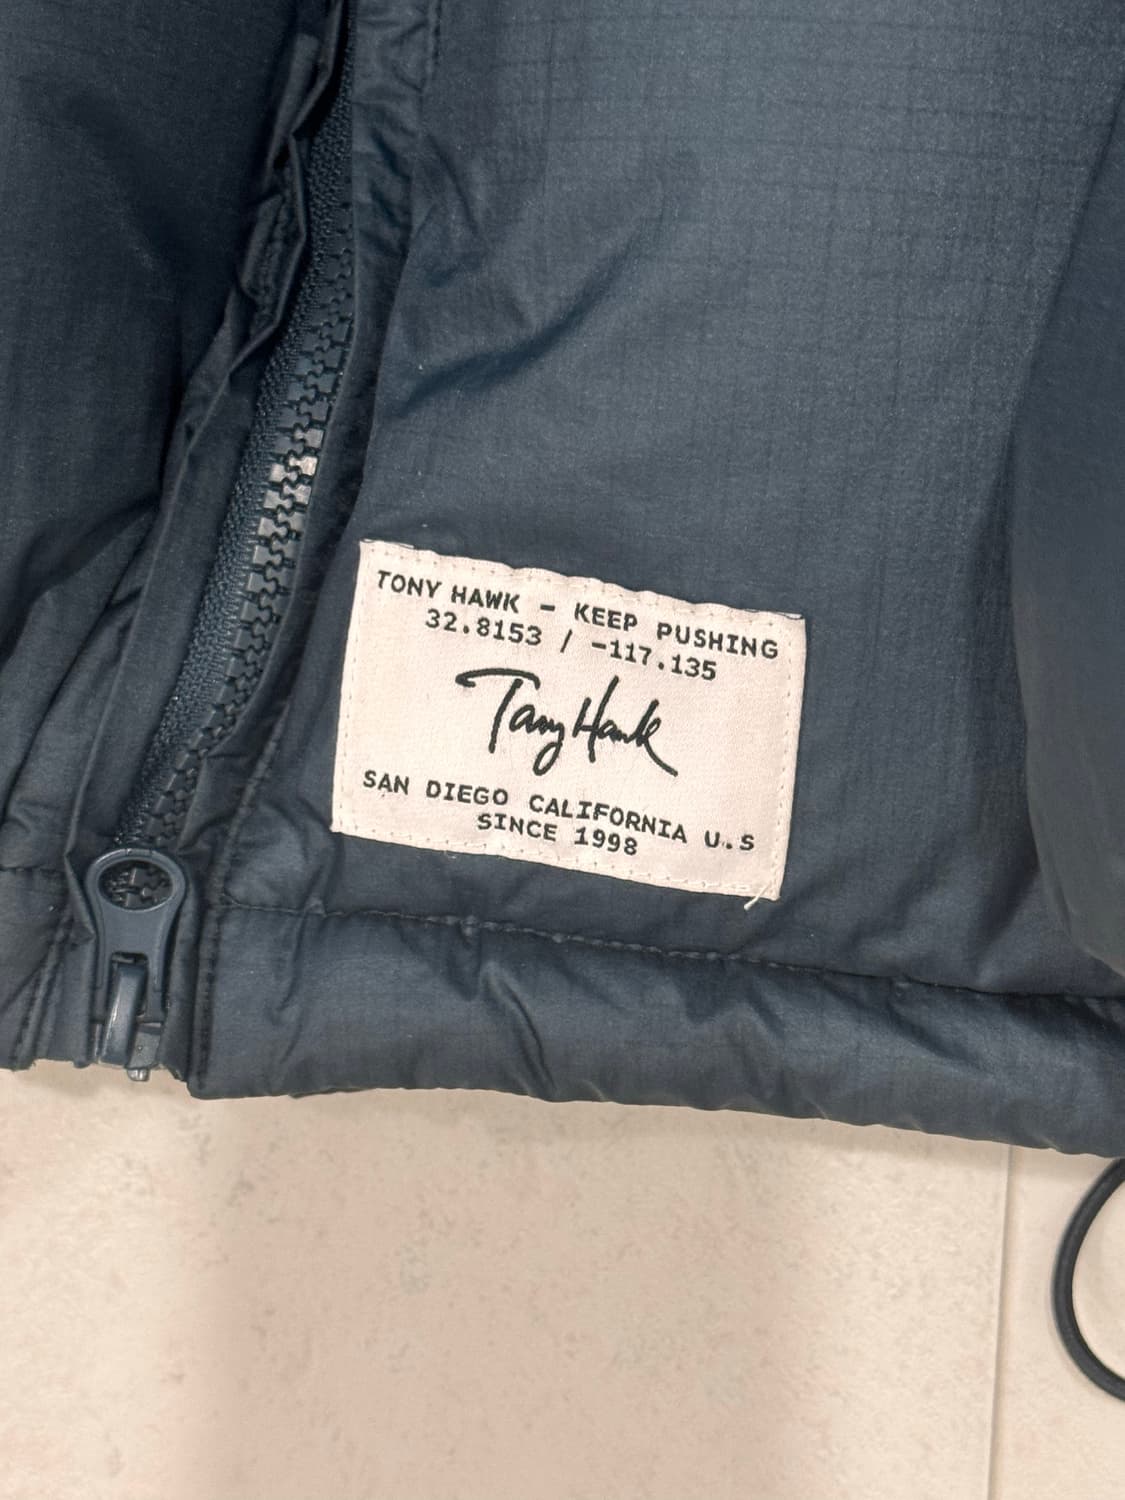 TONY HAWK – KEEP PUSHING
32.8153 / -117.135
Tony Hawk
SAN DIEGO CALIFORNIA U.S
SINCE 1998